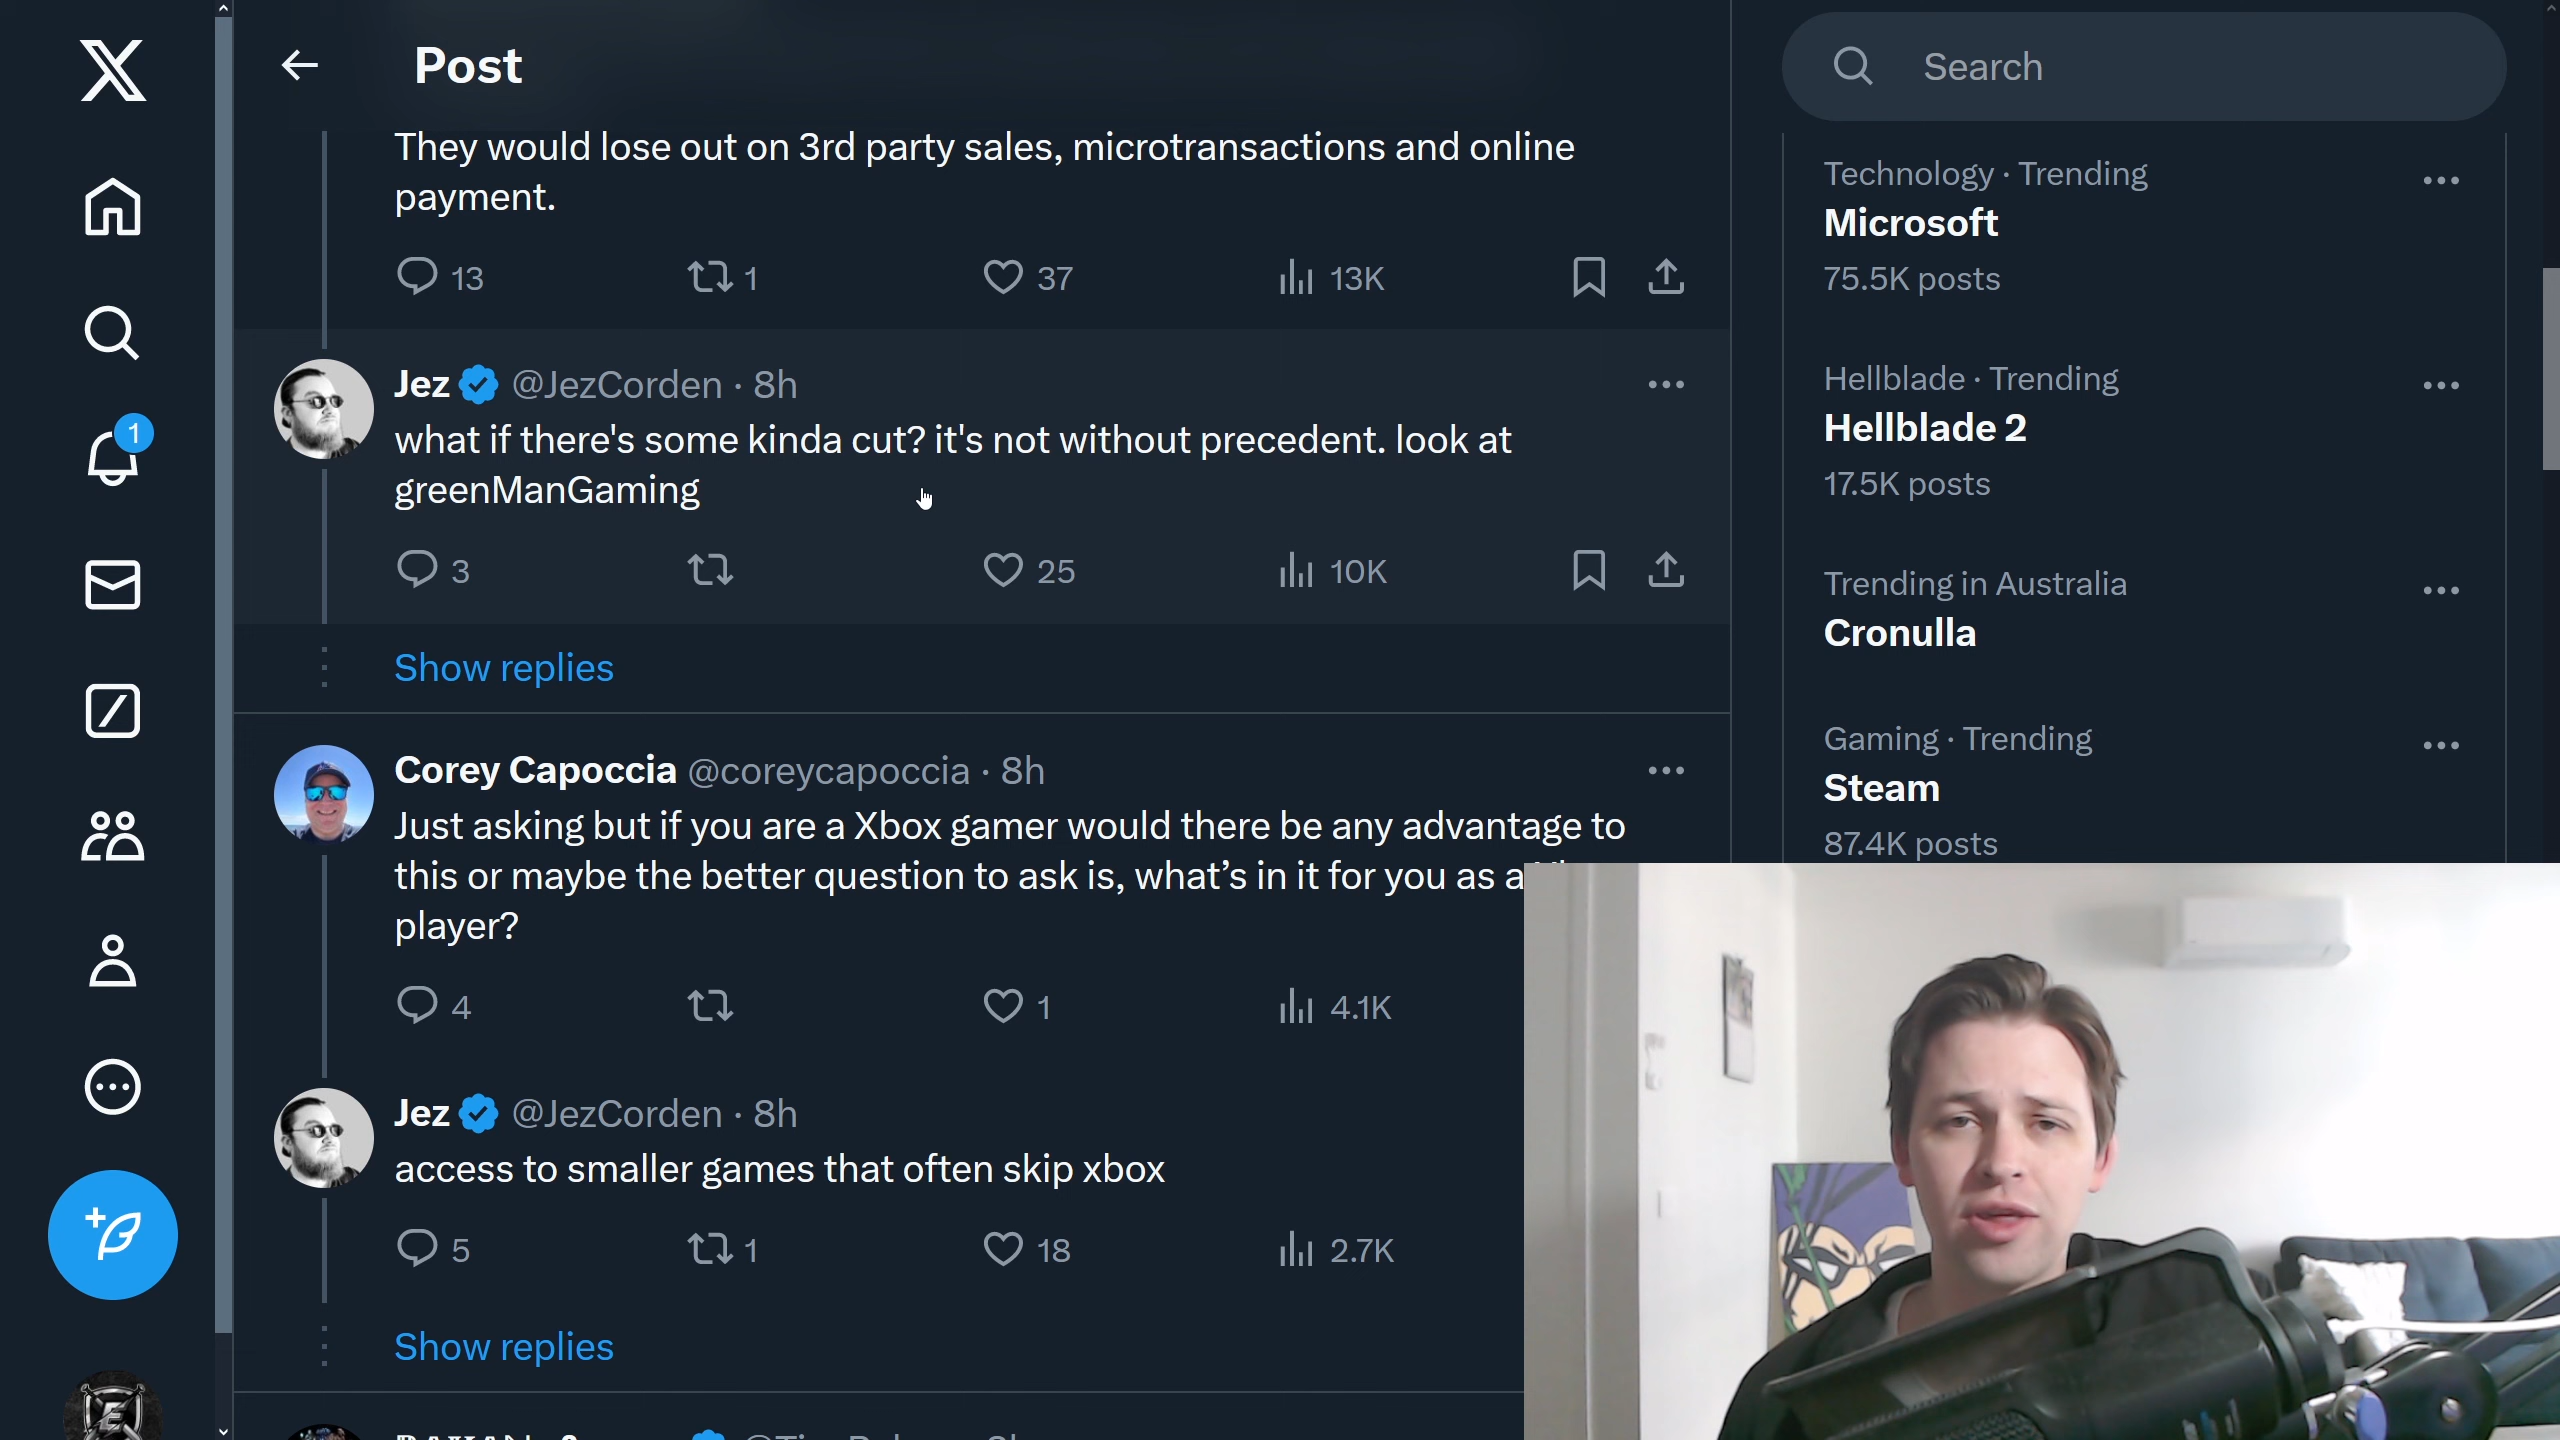 Post
Search
They would lose out on 3rd party sales, microtransactions and online
payment.
13
1
37
13K
Jez @JezCorden · 8h
what if there's some kinda cut? it's not without precedent. look at
greenManGaming
3
25
10K
Show replies
Corey Capoccia @coreycapoccia · 8h
Just asking but if you are a Xbox gamer would there be any advantage to
this or maybe the better question to ask is, what’s in it for you as a
player?
4
1
4.1K
Jez @JezCorden · 8h
access to smaller games that often skip xbox
5
1
18
2.7K
Show replies
1
Technology · Trending
Microsoft
75.5K posts
Hellblade · Trending
Hellblade 2
17.5K posts
Trending in Australia
Cronulla
Gaming · Trending
Steam
87.4K posts